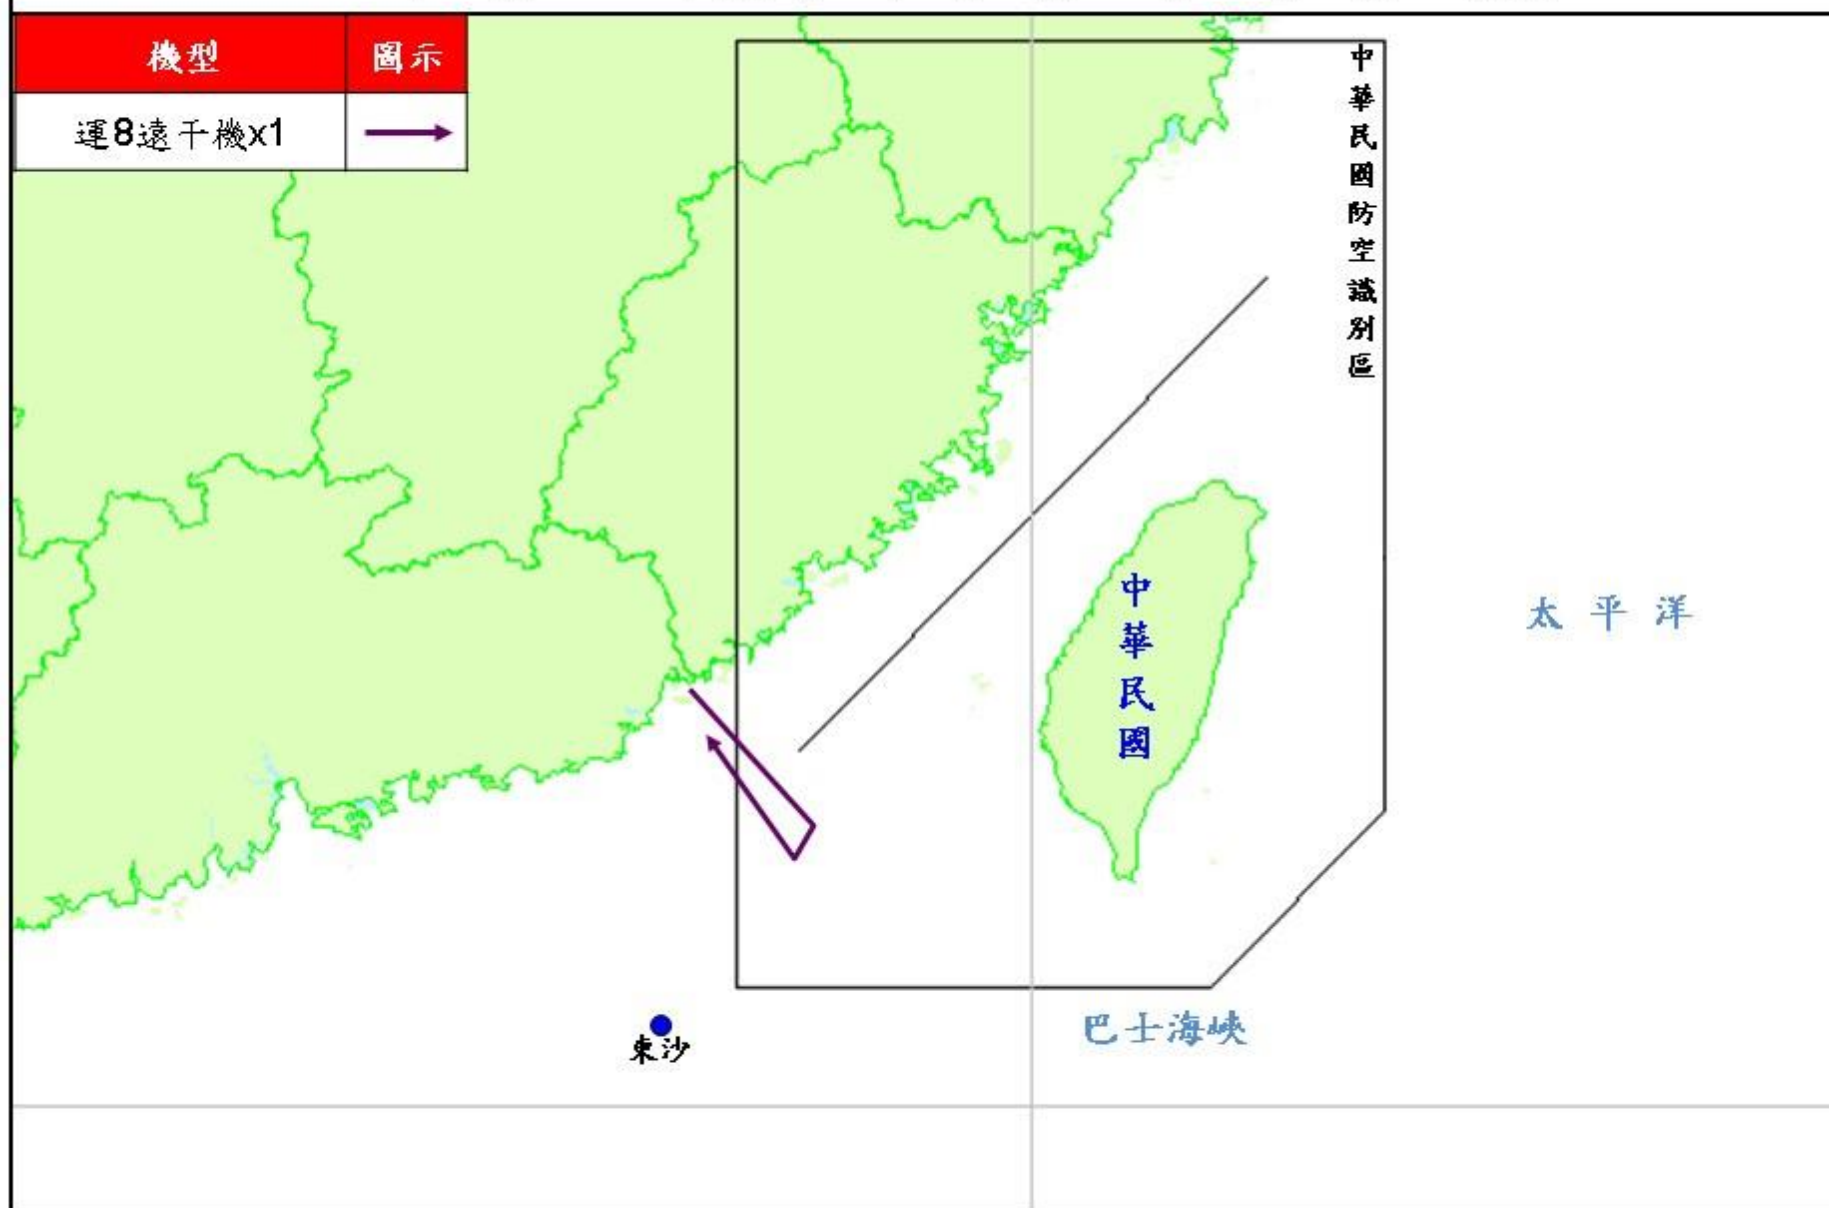 機型 圖示
運8遠干機x1
中華民國防空識別區
中華民國
太平洋
巴士海峽
東沙